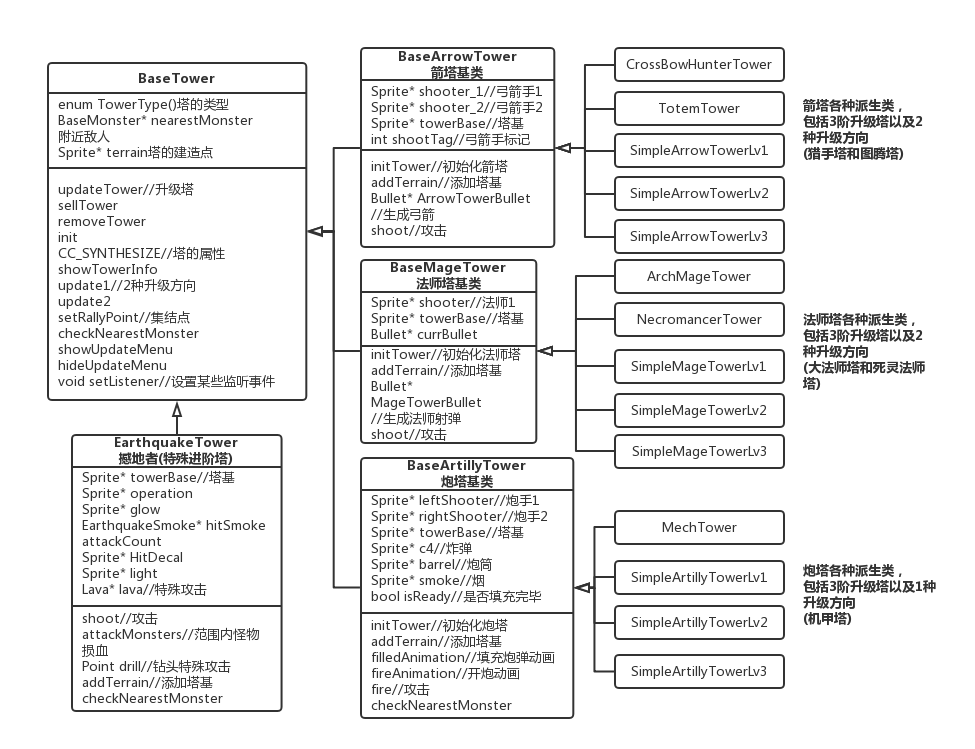 BaseTower
enum TowerType()塔的类型
BaseMonster* nearestMonster
附近敌人
Sprite* terrain塔的建造点
updateTower//升级塔
sellTower
removeTower
init
CC_SYNTHESIZE//塔的属性
showTowerInfo
update1//2种升级方向
update2
setRallyPoint//集结点
checkNearestMonster
showUpdateMenu
hideUpdateMenu
void setListener//设置某些监听事件
EarthquakeTower
撼地者(特殊进阶塔)
Sprite* towerBase//塔基
Sprite* operation
Sprite* glow
EarthquakeSmoke* hitSmoke
attackCount
Sprite* HitDecal
Sprite* light
Lava* lava//特殊攻击
shoot//攻击
attackMonsters//范围内怪物
损血
Point drill//钻头特殊攻击
addTerrain//添加塔基
checkNearestMonster
BaseArrowTower
箭塔基类
Sprite* shooter_1//弓箭手1
Sprite* shooter_2//弓箭手2
Sprite* towerBase//塔基
int shootTag//弓箭手标记
initTower//初始化箭塔
addTerrain//添加塔基
Bullet* ArrowTowerBullet
//生成弓箭
shoot//攻击
BaseMageTower
法师塔基类
Sprite* shooter//法师1
Sprite* towerBase//塔基
Bullet* currBullet
initTower//初始化法师塔
addTerrain//添加塔基
Bullet*
MageTowerBullet
//生成法师射弹
shoot//攻击
BaseArtillyTower
炮塔基类
Sprite* leftShooter//炮手1
Sprite* rightShooter//炮手2
Sprite* towerBase//塔基
Sprite* c4//炸弹
Sprite* barrel//炮筒
Sprite* smoke//烟
bool isReady//是否填充完毕
initTower//初始化炮塔
addTerrain//添加塔基
filledAnimation//填充炮弹动画
fireAnimation//开炮动画
fire//攻击
checkNearestMonster
CrossBowHunterTower
TotemTower
SimpleArrowTowerLv1
SimpleArrowTowerLv2
SimpleArrowTowerLv3
箭塔各种派生类，
包括3阶升级塔以及2
种升级方向
(猎手塔和图腾塔)
ArchMageTower
NecromancerTower
SimpleMageTowerLv1
SimpleMageTowerLv2
SimpleMageTowerLv3
法师塔各种派生类，
包括3阶升级塔以及2
种升级方向
(大法师塔和死灵法师
塔)
MechTower
SimpleArtillyTowerLv1
SimpleArtillyTowerLv2
SimpleArtillyTowerLv3
炮塔各种派生类，
包括3阶升级塔以及1种
升级方向
(机甲塔)